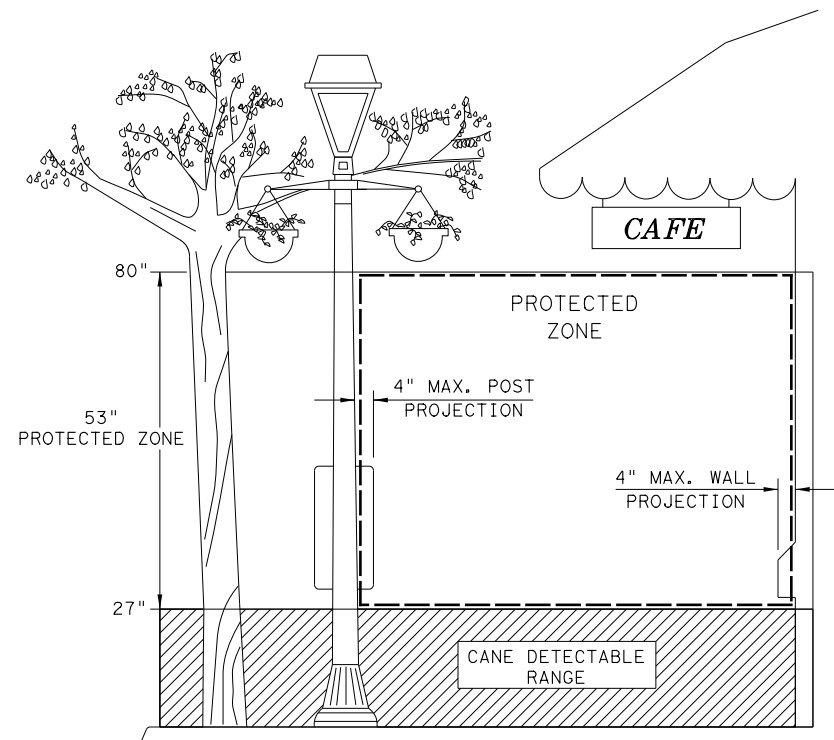 CAFE
80"
PROTECTED
ZONE
4" MAX. POST
PROJECTION
53"
PROTECTED ZONE
4" MAX. WALL
PROJECTION
27"
CANE DETECTABLE
RANGE